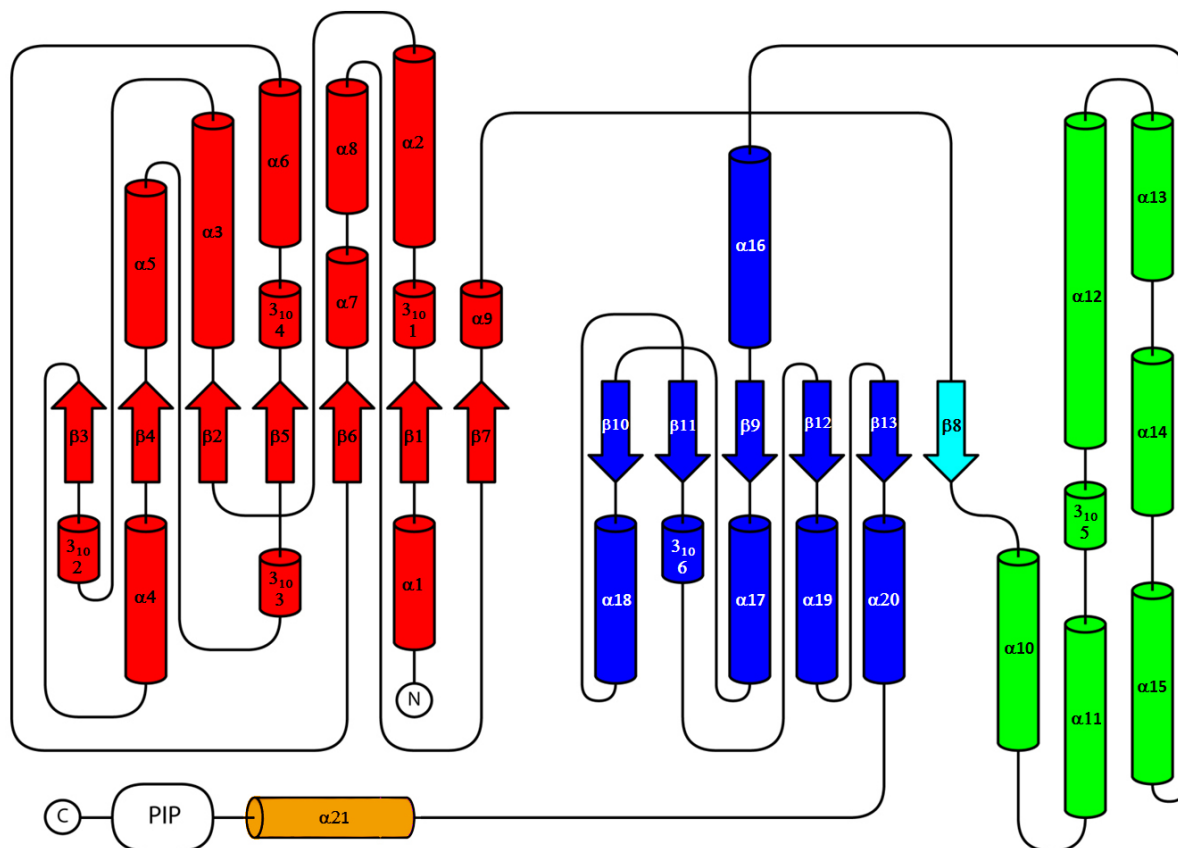 α2
α6
α8
α3
α13
α5
α16
α12
α7
3₁₀
4
3₁₀
1
α9
β3
β4
β2
β5
β6
β1
β7
β10
β11
β9
β12
β13
β8
α14
3₁₀
5
3₁₀
2
α4
3₁₀
3
α1
α18
3₁₀
6
α17
α19
α20
α10
α11
α15
N
C
PIP
α21